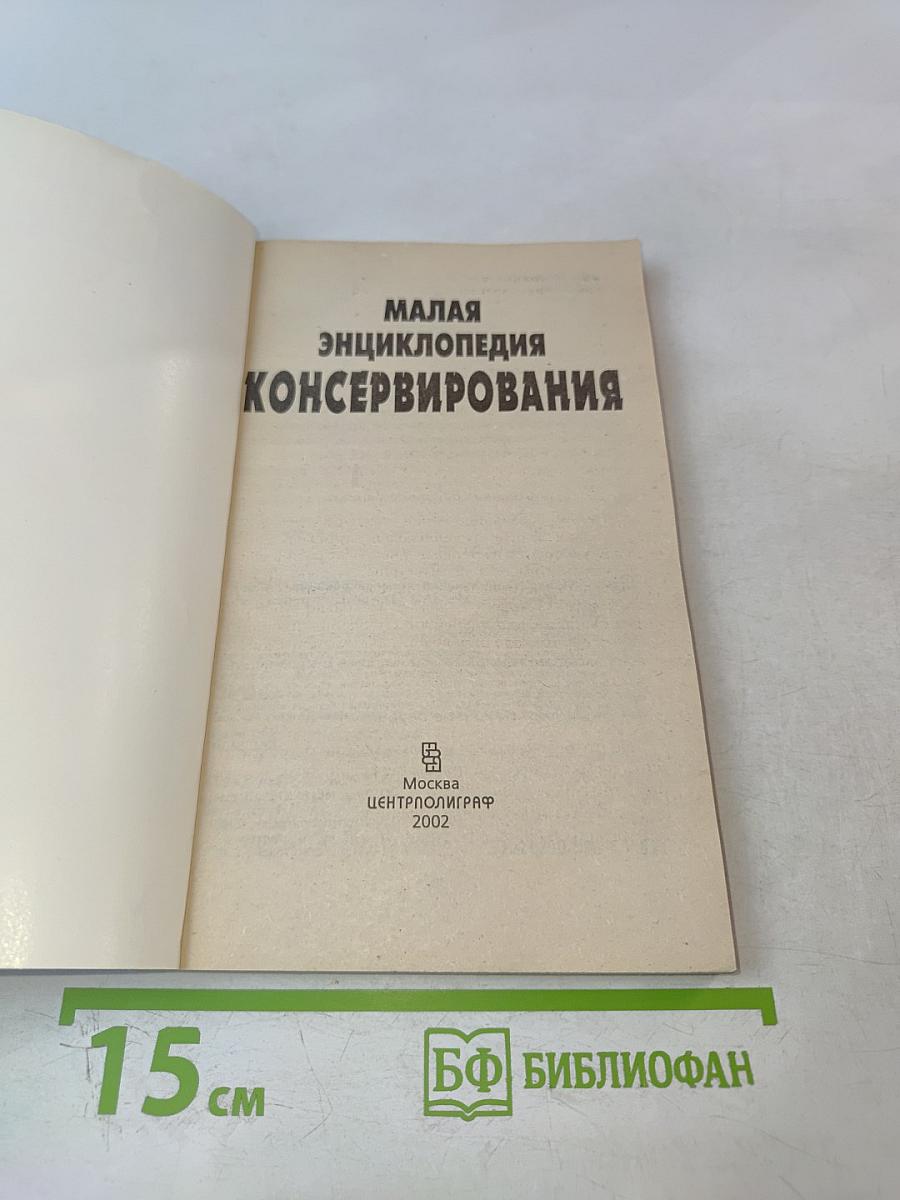 МАЛАЯ
ЭНЦИКЛОПЕДИЯ
КОНСЕРВИРОВАНИЯ
Москва
ЦЕНТРПОЛИГРАФ
2002
15 см
БФ БИБЛИОФАН